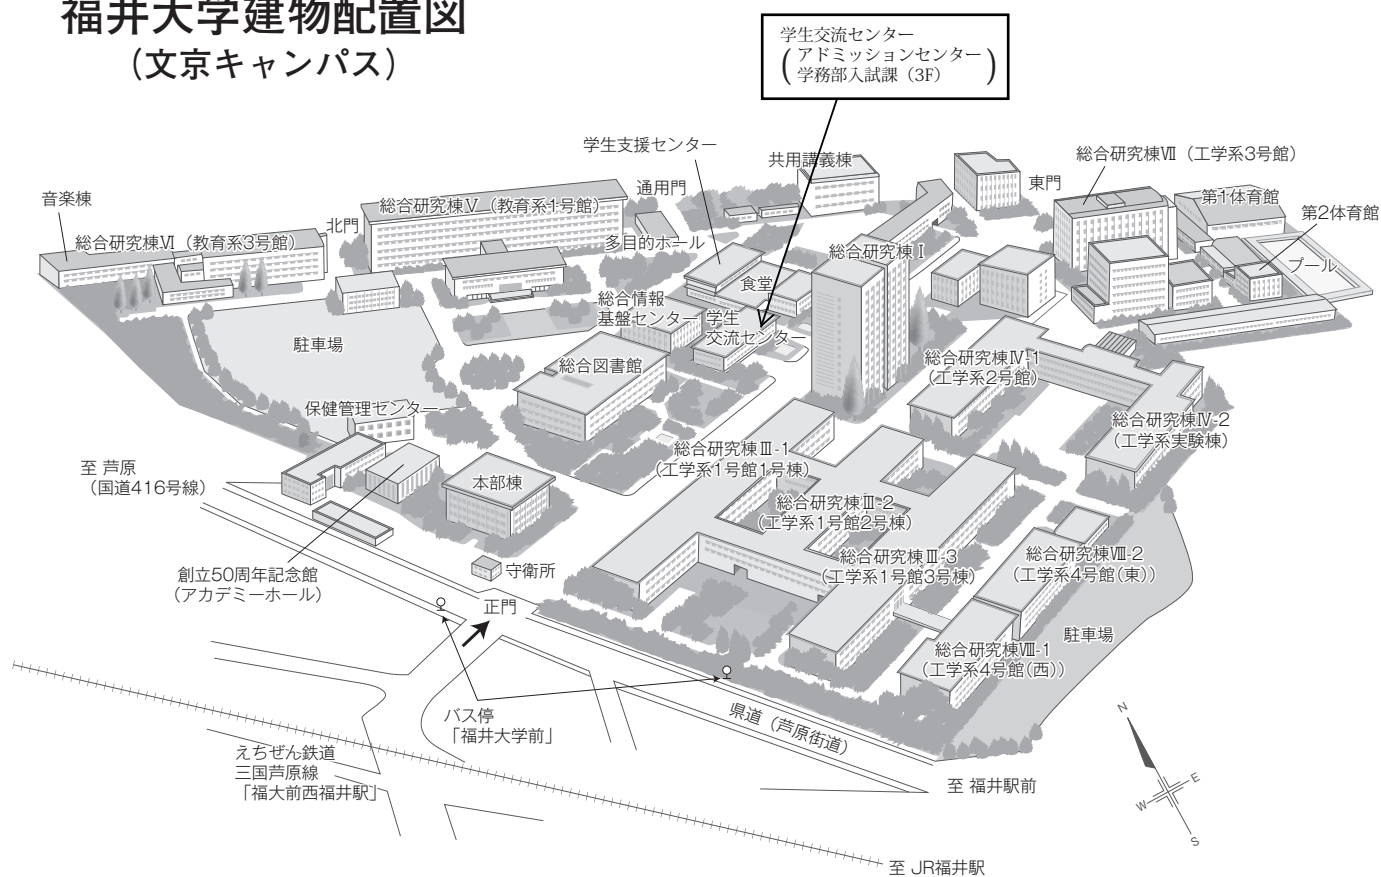 福井大学建物配置図
（文京キャンパス）
学生交流センター
（アドミッションセンター
学務部入試課（3F））
学生支援センター
共用講義棟
総合研究棟Ⅶ（工学系3号館）
音楽棟
通用門
東門
第1体育館
総合研究棟Ⅴ（教育系1号館）
第2体育館
北門
総合研究棟Ⅵ（教育系3号館）
多目的ホール
総合研究棟Ⅰ
プール
食堂
総合情報
基盤センター
学生
交流センター
駐車場
総合図書館
総合研究棟Ⅳ-1
（工学系2号館）
保健管理センター
総合研究棟Ⅳ-2
（工学系実験棟）
総合研究棟Ⅲ-1
（工学系1号館1号棟）
至 芦原
（国道416号線）
本部棟
総合研究棟Ⅲ-2
（工学系1号館2号棟）
総合研究棟Ⅲ-3
（工学系1号館3号棟）
総合研究棟Ⅷ-2
（工学系4号館（東））
創立50周年記念館
（アカデミーホール）
守衛所
正門
駐車場
総合研究棟Ⅷ-1
（工学系4号館（西））
バス停
「福井大学前」
県道（芦原街道）
えちぜん鉄道
三国芦原線
「福大前西福井駅」
至 福井駅前
N
E
W
S
至 JR福井駅